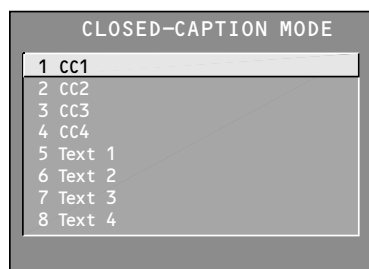 CLOSED-CAPTION MODE
1 CC1
2 CC2
3 CC3
4 CC4
5 Text 1
6 Text 2
7 Text 3
8 Text 4